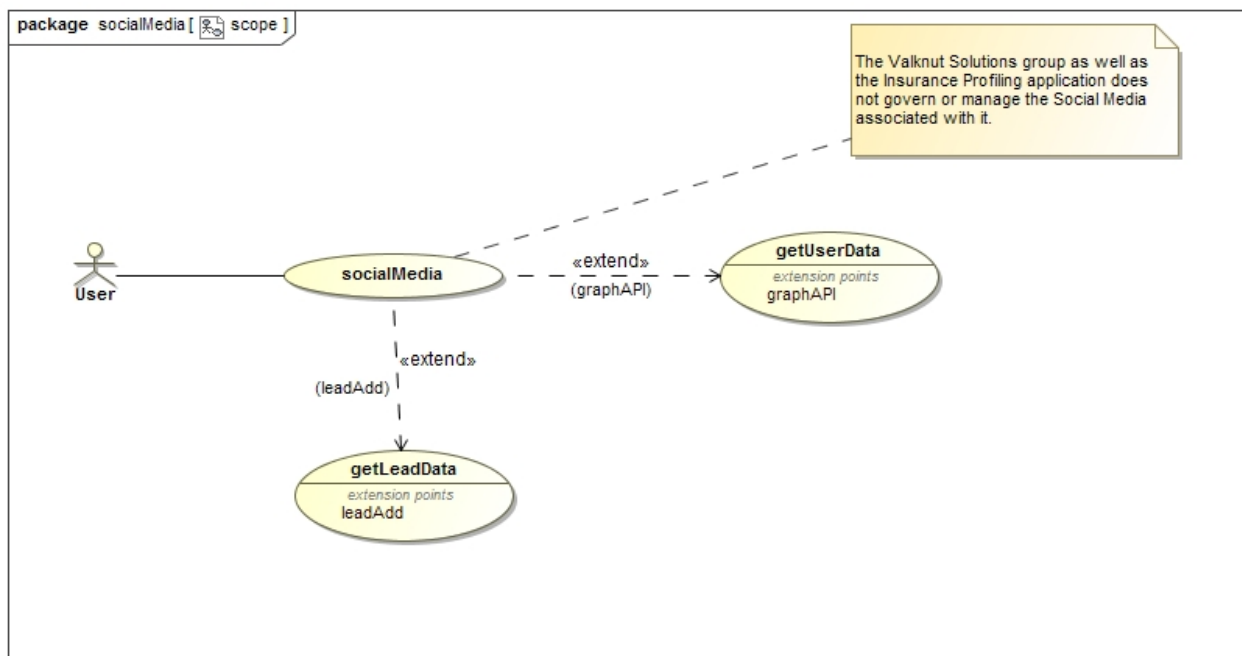 package socialMedia [ scope ]
The Valknut Solutions group as well as
the Insurance Profiling application does
not govern or manage the Social Media
associated with it.
User
socialMedia
«extend»
(graphAPI)
getUserData
extension points
graphAPI
«extend»
(leadAdd)
getLeadData
extension points
leadAdd